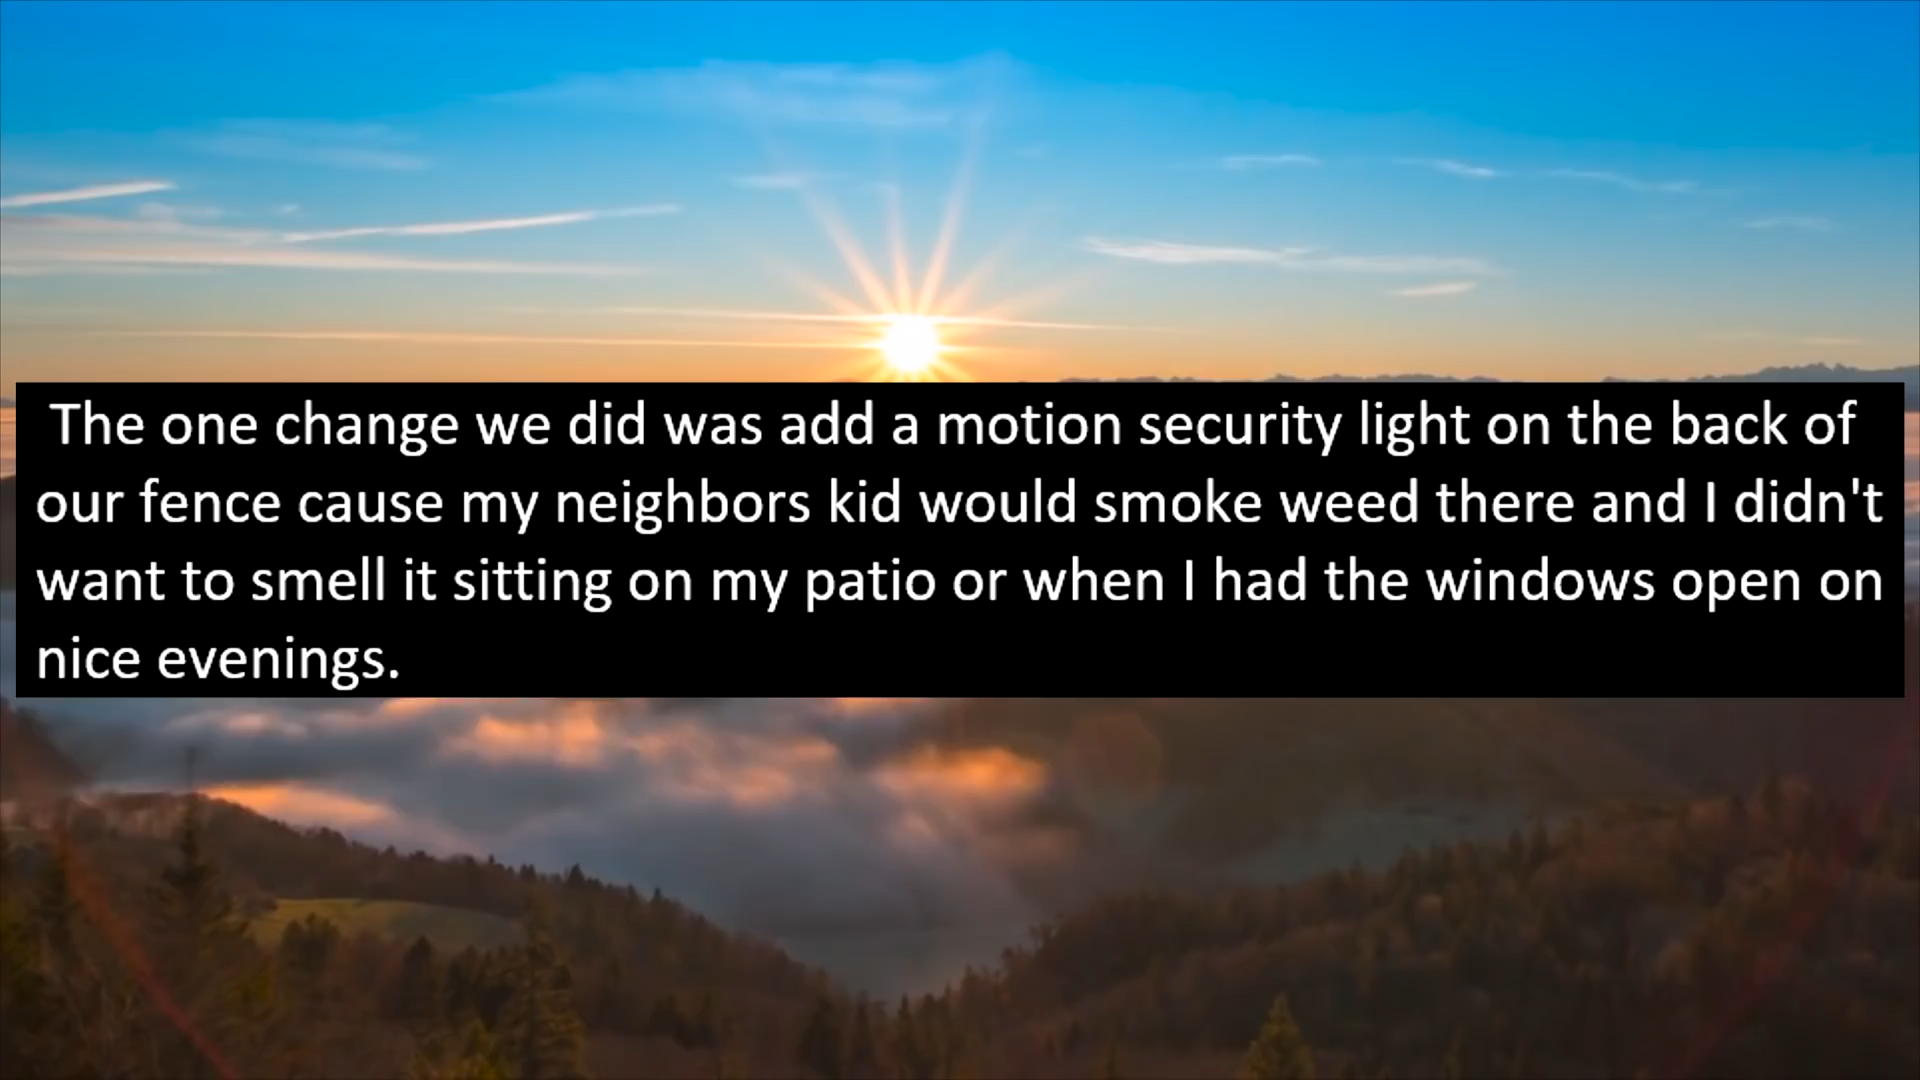 The one change we did was add a motion security light on the back of
our fence cause my neighbors kid would smoke weed there and I didn't
want to smell it sitting on my patio or when I had the windows open on
nice evenings.